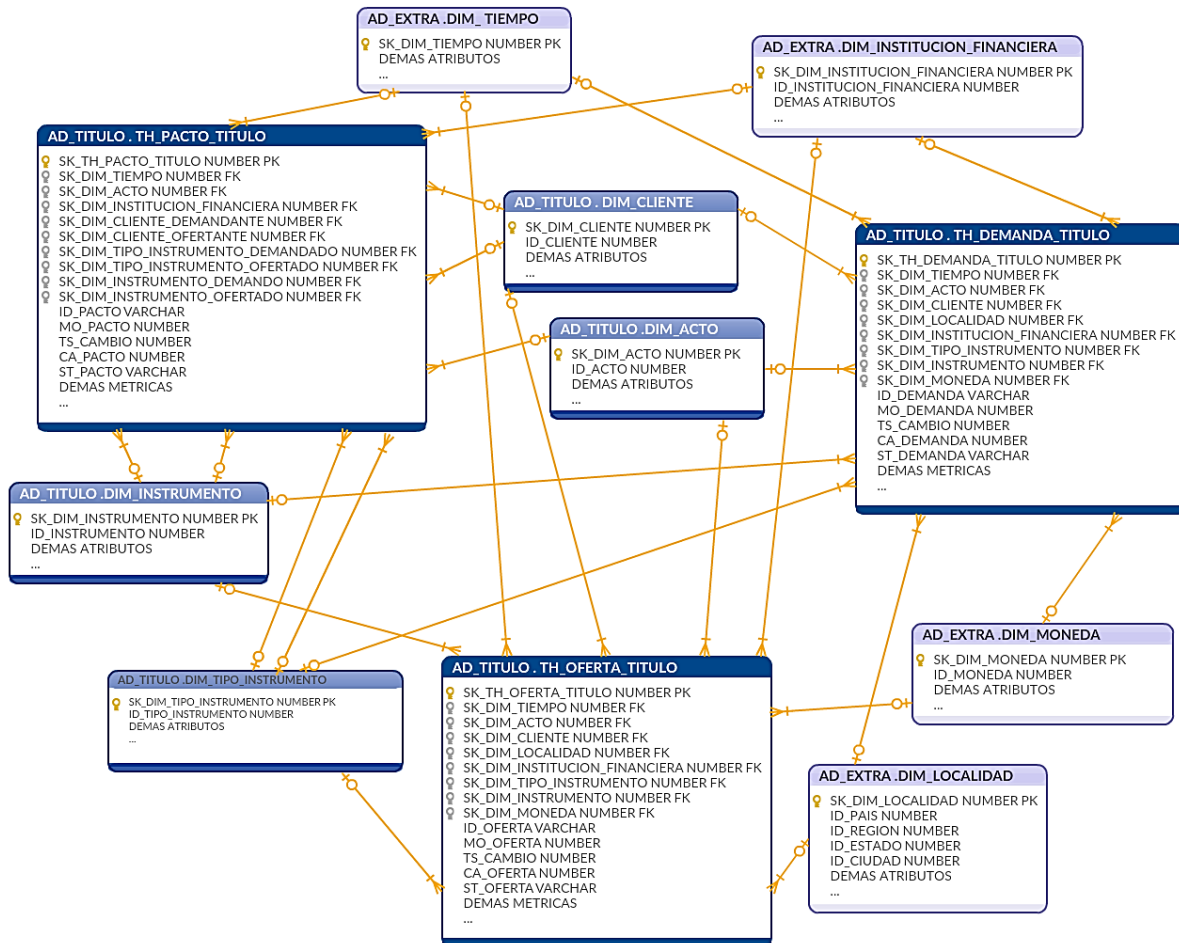 AD_EXTRA .DIM_ TIEMPO
SK_DIM_TIEMPO NUMBER PK
DEMAS ATRIBUTOS
...
AD_EXTRA .DIM_INSTITUCION_FINANCIERA
SK_DIM_INSTITUCION_FINANCIERA NUMBER PK
ID_INSTITUCION_FINANCIERA NUMBER
DEMAS ATRIBUTOS
...
AD_TITULO . TH_PACTO_TITULO
SK_TH_PACTO_TITULO NUMBER PK
SK_DIM_TIEMPO NUMBER FK
SK_DIM_ACTO NUMBER FK
SK_DIM_INSTITUCION_FINANCIERA NUMBER FK
SK_DIM_CLIENTE_DEMANDANTE NUMBER FK
SK_DIM_CLIENTE_OFERTANTE NUMBER FK
SK_DIM_TIPO_INSTRUMENTO_DEMANDADO NUMBER FK
SK_DIM_TIPO_INSTRUMENTO_OFERTADO NUMBER FK
SK_DIM_INSTRUMENTO_DEMANDO NUMBER FK
SK_DIM_INSTRUMENTO_OFERTADO NUMBER FK
ID_PACTO VARCHAR
MO_PACTO NUMBER
TS_CAMBIO NUMBER
CA_PACTO NUMBER
ST_PACTO VARCHAR
DEMAS METRICAS
...
AD_TITULO . DIM_CLIENTE
SK_DIM_CLIENTE NUMBER PK
ID_CLIENTE NUMBER
DEMAS ATRIBUTOS
...
AD_TITULO . TH_DEMANDA_TITULO
SK_TH_DEMANDA_TITULO NUMBER PK
SK_DIM_TIEMPO NUMBER FK
SK_DIM_ACTO NUMBER FK
SK_DIM_CLIENTE NUMBER FK
SK_DIM_LOCALIDAD NUMBER FK
SK_DIM_INSTITUCION_FINANCIERA NUMBER FK
SK_DIM_TIPO_INSTRUMENTO NUMBER FK
SK_DIM_INSTRUMENTO NUMBER FK
SK_DIM_MONEDA NUMBER FK
ID_DEMANDA VARCHAR
MO_DEMANDA NUMBER
TS_CAMBIO NUMBER
CA_DEMANDA NUMBER
ST_DEMANDA VARCHAR
DEMAS METRICAS
...
AD_TITULO .DIM_ACTO
SK_DIM_ACTO NUMBER PK
ID_ACTO NUMBER
DEMAS ATRIBUTOS
...
AD_TITULO .DIM_INSTRUMENTO
SK_DIM_INSTRUMENTO NUMBER PK
ID_INSTRUMENTO NUMBER
DEMAS ATRIBUTOS
...
AD_TITULO .DIM_TIPO_INSTRUMENTO
SK_DIM_TIPO_INSTRUMENTO NUMBER PK
ID_TIPO_INSTRUMENTO NUMBER
DEMAS ATRIBUTOS
...
AD_TITULO . TH_OFERTA_TITULO
SK_TH_OFERTA_TITULO NUMBER PK
SK_DIM_TIEMPO NUMBER FK
SK_DIM_ACTO NUMBER FK
SK_DIM_CLIENTE NUMBER FK
SK_DIM_LOCALIDAD NUMBER FK
SK_DIM_INSTITUCION_FINANCIERA NUMBER FK
SK_DIM_TIPO_INSTRUMENTO NUMBER FK
SK_DIM_INSTRUMENTO NUMBER FK
SK_DIM_MONEDA NUMBER FK
ID_OFERTA VARCHAR
MO_OFERTA NUMBER
TS_CAMBIO NUMBER
CA_OFERTA NUMBER
ST_OFERTA VARCHAR
DEMAS METRICAS
...
AD_EXTRA .DIM_MONEDA
SK_DIM_MONEDA NUMBER PK
ID_MONEDA NUMBER
DEMAS ATRIBUTOS
...
AD_EXTRA .DIM_LOCALIDAD
SK_DIM_LOCALIDAD NUMBER PK
ID_PAIS NUMBER
ID_REGION NUMBER
ID_ESTADO NUMBER
ID_CIUDAD NUMBER
DEMAS ATRIBUTOS
...